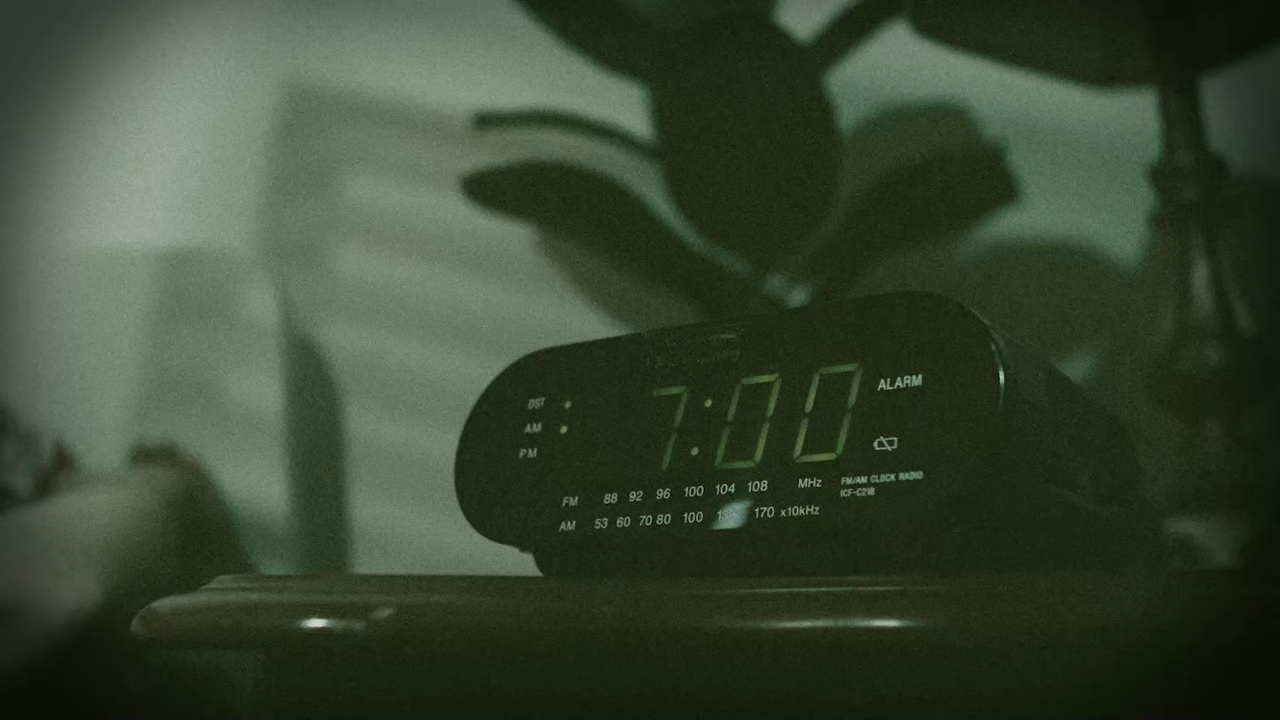 DST
AM
PM
7:00
ALARM
FM 88 92 96 100 104 108 MHz
AM 53 60 70 80 100 170 x10kHz
FM/AM CLOCK RADIO
ICF-C218